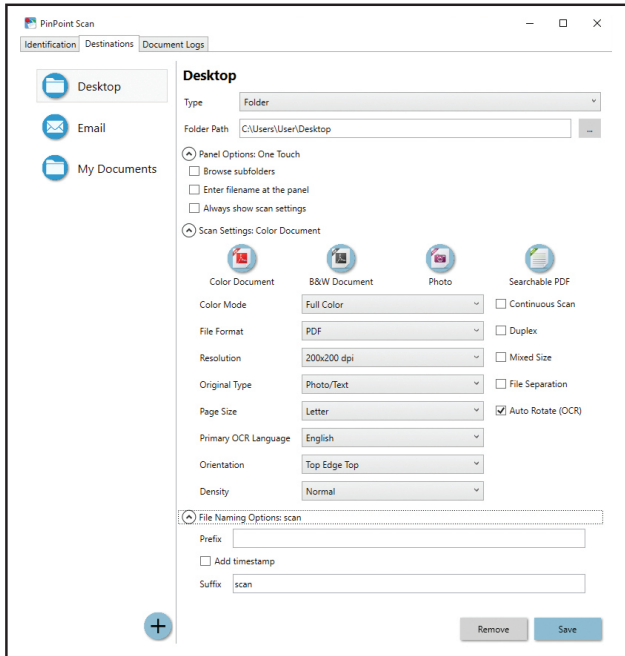 PinPoint Scan
Identification Destinations Document Logs
Desktop
Email
My Documents
Desktop
Type Folder
Folder Path C:\Users\User\Desktop ...
Panel Options: One Touch
Browse subfolders
Enter filename at the panel
Always show scan settings
Scan Settings: Color Document
Color Document B&W Document Photo Searchable PDF
Color Mode Full Color Continuous Scan
File Format PDF Duplex
Resolution 200x200 dpi Mixed Size
Original Type Photo/Text File Separation
Page Size Letter Auto Rotate (OCR)
Primary OCR Language English
Orientation Top Edge Top
Density Normal
File Naming Options: scan
Prefix
Add timestamp
Suffix scan
Remove Save